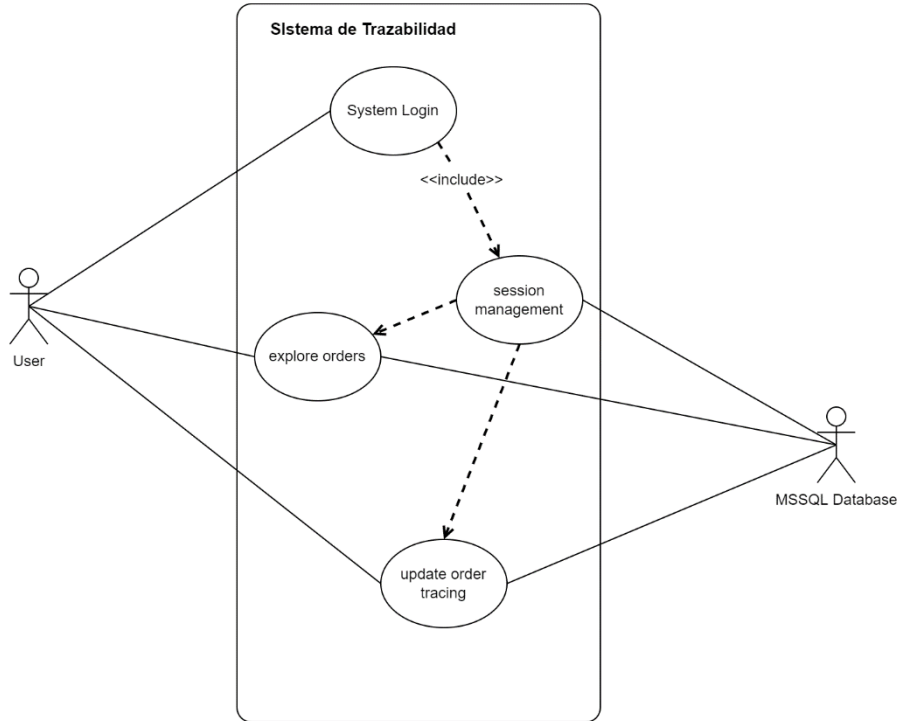 SIstema de Trazabilidad
System Login
<<include>>
session
management
User
explore orders
MSSQL Database
update order
tracing